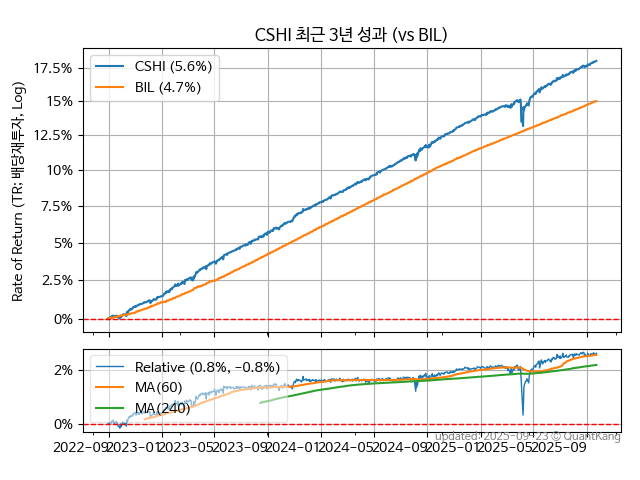 CSHI 최근 3년 성과 (vs BIL)
Rate of Return (TR: 배당재투자, Log)
CSHI (5.6%)
BIL (4.7%)
17.5%
15%
12.5%
10%
7.5%
5%
2.5%
0%
Relative (0.8%, −0.8%)
MA(60)
MA(240)
2%
0%
2022-09 2023-01 2023-05 2023-09 2024-01 2024-05 2024-09 2025-01 2025-05 2025-09
updated: 2025-09-23 © QuantKang